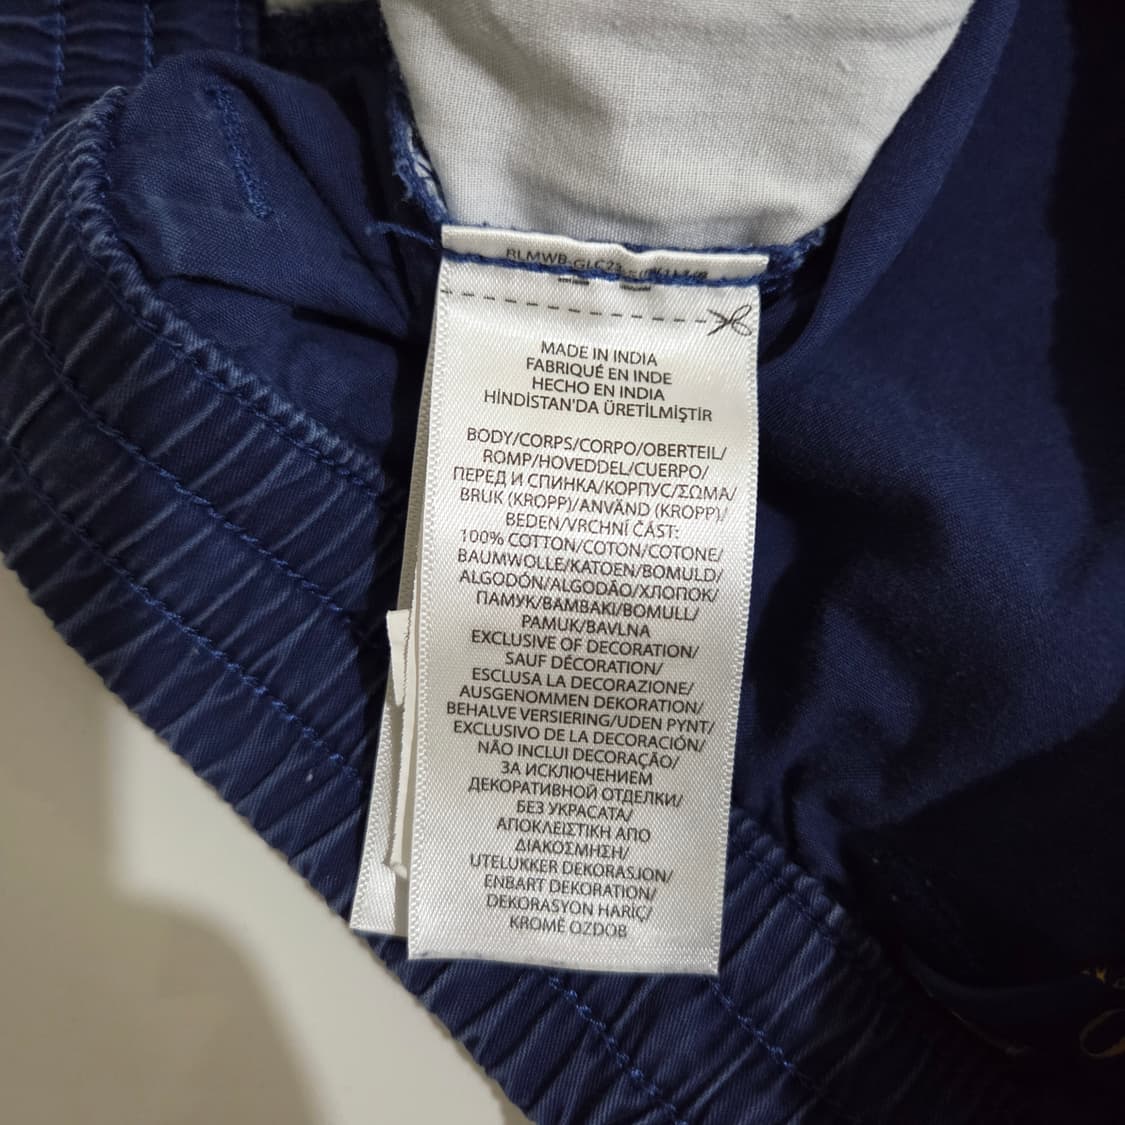 MADE IN INDIA
FABRIQUÉ EN INDE
HECHO EN INDIA
HİNDİSTAN'DA ÜRETİLMİŞTİR
BODY/CORPS/CORPO/OBERTEIL/
ROMP/HOVEDDEL/CUERPO/
ПЕРЕД И СПИНКА/КОРПУС/ΣΩΜΑ/
BRUK (KROPP)/ANVÄND (KROPP)/
BEDEN/VRCHNÍ ČÁST:
100% COTTON/COTON/COTONE/
BAUMWOLLE/KATOEN/BOMULD/
ALGODÓN/ALGODÃO/ХЛОПОК/
ПАМУК/ΒΑΜΒΑΚΙ/BOMULL/
PAMUK/BAVLNA
EXCLUSIVE OF DECORATION/
SAUF DÉCORATION/
ESCLUSA LA DECORAZIONE/
AUSGENOMMEN DEKORATION/
BEHALVE VERSIERING/UDEN PYNT/
EXCLUSIVO DE LA DECORACIÓN/
NÃO INCLUI DECORAÇÃO/
ЗА ИСКЛЮЧЕНИЕМ
ДЕКОРАТИВНОЙ ОТДЕЛКИ/
БЕЗ УКРАСАТА/
ΑΠΟΚΛΕΙΣΤΙΚΗ ΑΠΟ
ΔΙΑΚΟΣΜΗΣΗ/
UTELUKKER DEKORASJON/
ENBART DEKORATION/
DEKORASYON HARİÇ/
KROMĚ OZDOB